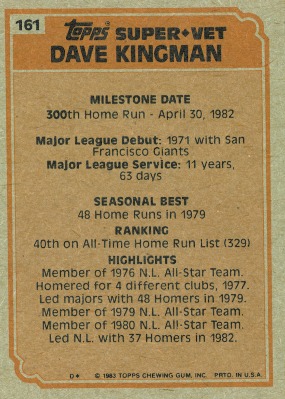 161
Topps SUPER♦VET
DAVE KINGMAN
MILESTONE DATE
300th Home Run - April 30, 1982
Major League Debut: 1971 with San
Francisco Giants
Major League Service: 11 years,
63 days
SEASONAL BEST
48 Home Runs in 1979
RANKING
40th on All-Time Home Run List (329)
HIGHLIGHTS
Member of 1976 N.L. All-Star Team.
Homered for 4 different clubs, 1977.
Led majors with 48 Homers in 1979.
Member of 1979 N.L. All-Star Team.
Member of 1980 N.L. All-Star Team.
Led N.L. with 37 Homers in 1982.
D* © 1983 TOPPS CHEWING GUM, INC. PRTD. IN U.S.A.